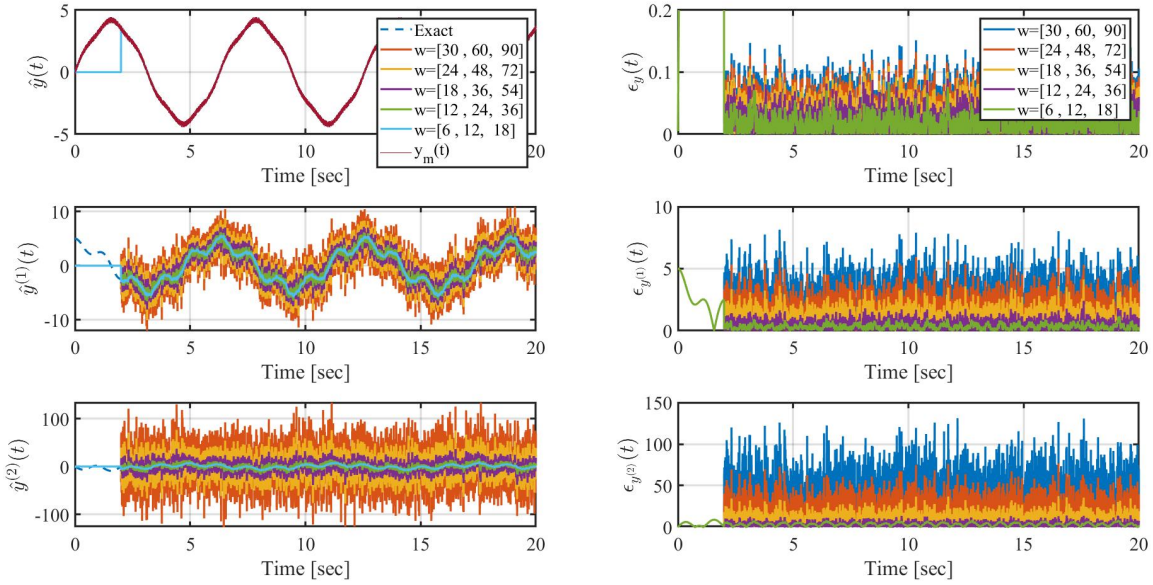 5
0
-5
ŷ(t)
0 5 10 15 20
Time [sec]
Exact
w=[30 , 60, 90]
w=[24 , 48, 72]
w=[18 , 36, 54]
w=[12 , 24, 36]
w=[6 , 12, 18]
y_m(t)
0.2
0.1
0
ϵ_y(t)
0 5 10 15 20
Time [sec]
w=[30 , 60, 90]
w=[24 , 48, 72]
w=[18 , 36, 54]
w=[12 , 24, 36]
w=[6 , 12, 18]
10
0
-10
ŷ^(1)(t)
0 5 10 15 20
Time [sec]
10
5
0
ϵ_y^(1)(t)
0 5 10 15 20
Time [sec]
100
0
-100
ŷ^(2)(t)
0 5 10 15 20
Time [sec]
150
100
50
0
ϵ_y^(2)(t)
0 5 10 15 20
Time [sec]